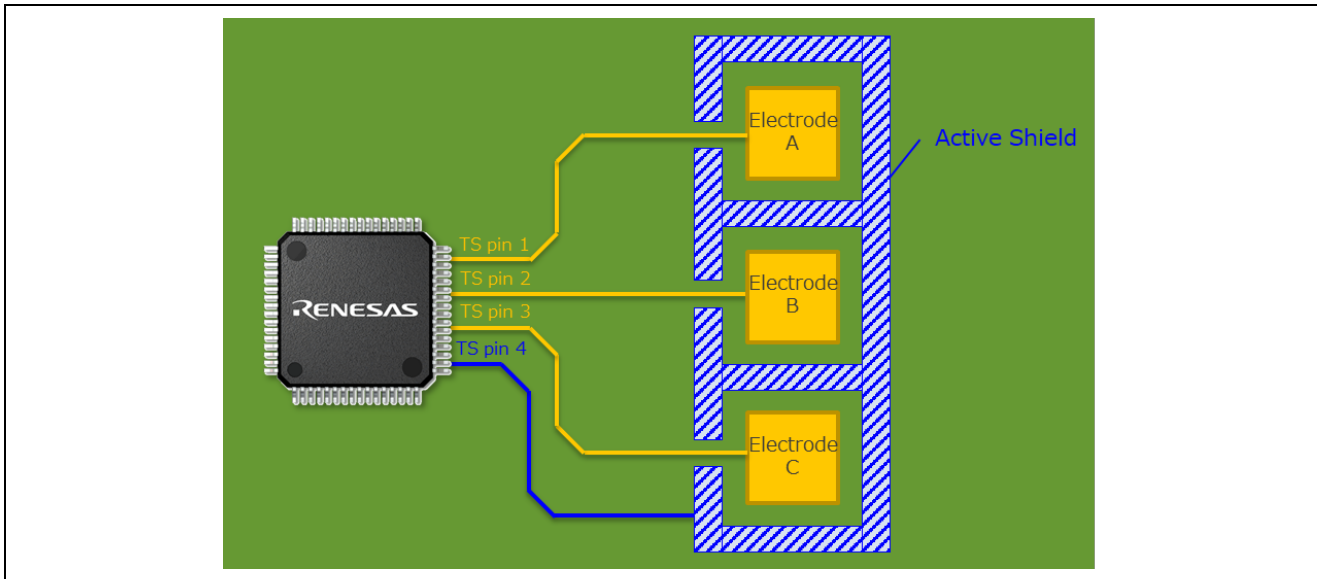 Electrode
A
Active Shield
TS pin 1
TS pin 2
Electrode
B
RENESAS
TS pin 3
TS pin 4
Electrode
C